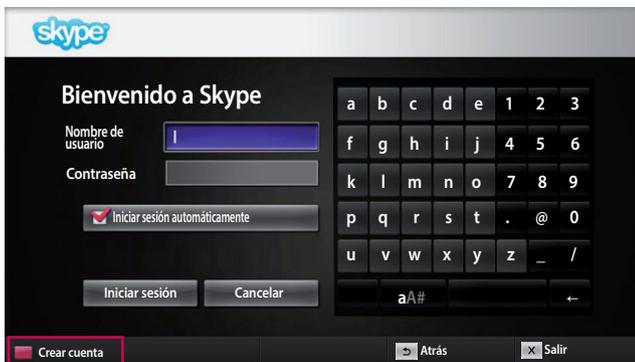 skype
Bienvenido a Skype
Nombre de
usuario
Contraseña
Iniciar sesión automáticamente
Iniciar sesión Cancelar
a b c d e 1 2 3
f g h i j 4 5 6
k l m n o 7 8 9
p q r s t . @ 0
u v w x y z _ /
aA# ←
Crear cuenta Atrás X Salir